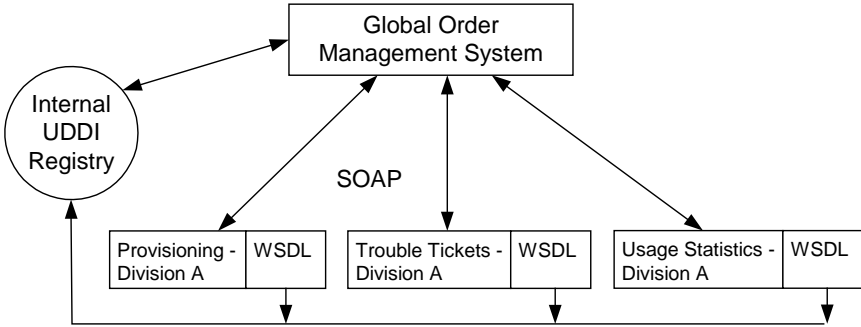 Global Order
Management System
Internal
UDDI
Registry
SOAP
Provisioning -
Division A
WSDL
Trouble Tickets -
Division A
WSDL
Usage Statistics -
Division A
WSDL